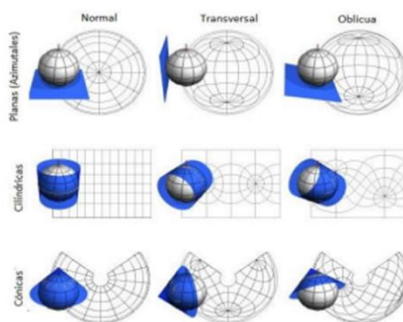 Normal Transversal Oblicua
Planas (Azimutales)
Cilíndricas
Cónicas